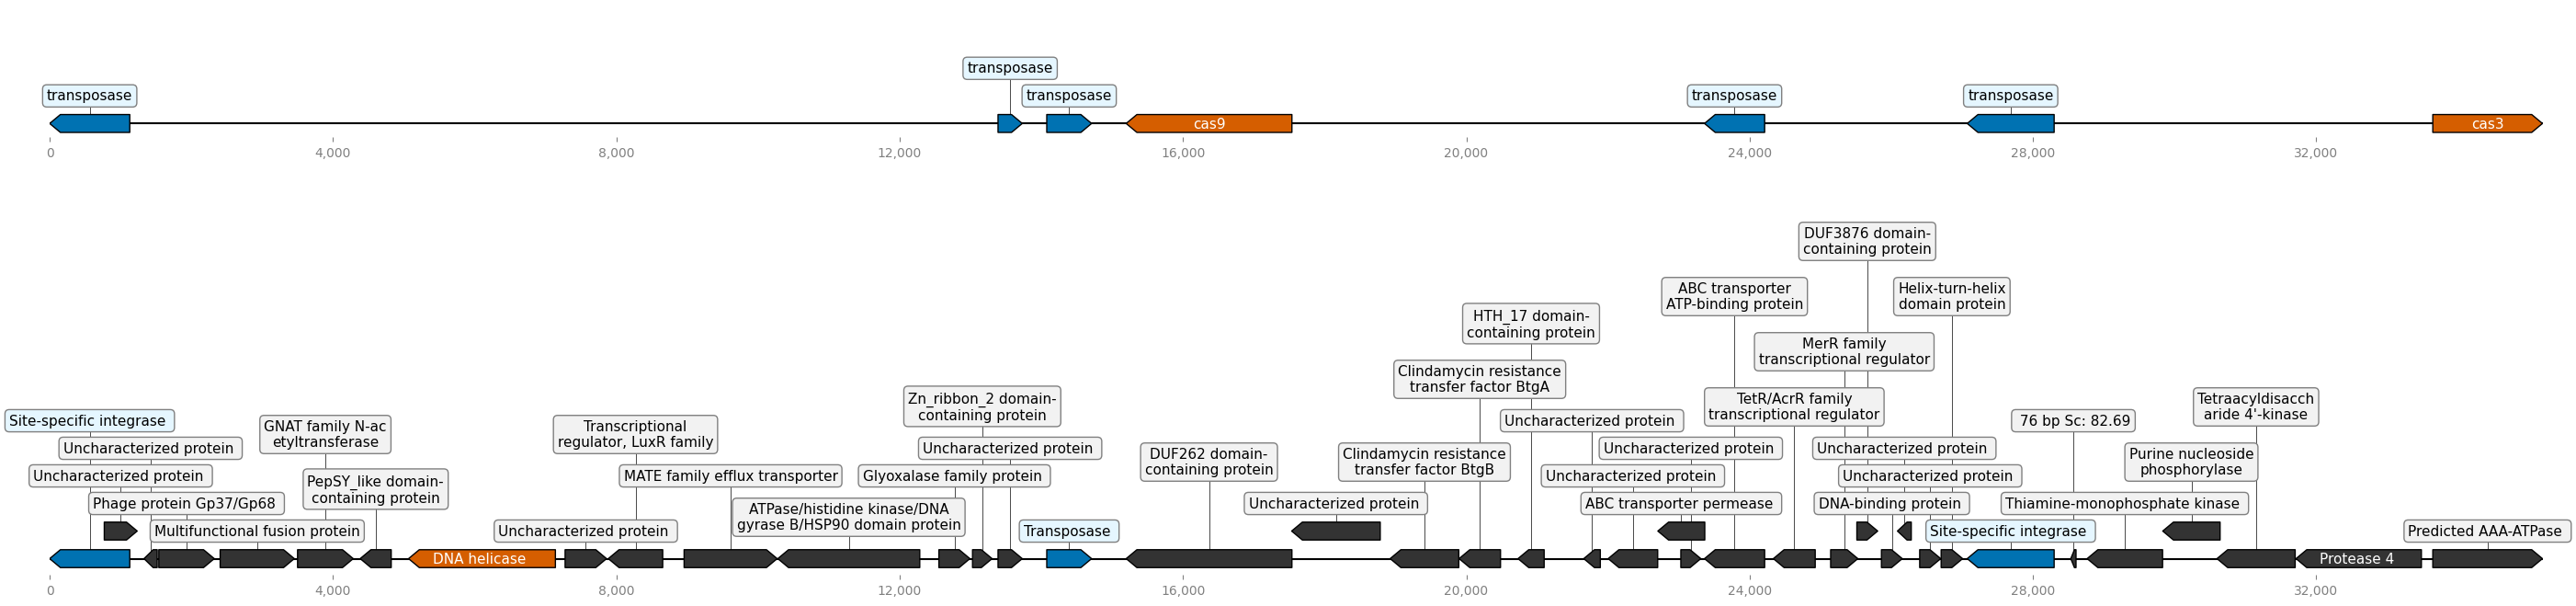 transposase
transposase
transposase
transposase
transposase
cas9
cas3
0
4,000
8,000
12,000
16,000
20,000
24,000
28,000
32,000
DUF3876 domain-
containing protein
ABC transporter
ATP-binding protein
Helix-turn-helix
domain protein
HTH_17 domain-
containing protein
MerR family
transcriptional regulator
Clindamycin resistance
transfer factor BtgA
Zn_ribbon_2 domain-
containing protein
TetR/AcrR family
transcriptional regulator
Tetraacyldisacch
aride 4'-kinase
Site-specific integrase
GNAT family N-ac
etyltransferase
Transcriptional
regulator, LuxR family
Uncharacterized protein
76 bp Sc: 82.69
Uncharacterized protein
Uncharacterized protein
DUF262 domain-
containing protein
Clindamycin resistance
transfer factor BtgB
Uncharacterized protein
Uncharacterized protein
Purine nucleoside
phosphorylase
Uncharacterized protein
PepSY_like domain-
containing protein
MATE family efflux transporter
Glyoxalase family protein
Uncharacterized protein
Uncharacterized protein
Phage protein Gp37/Gp68
ATPase/histidine kinase/DNA
gyrase B/HSP90 domain protein
Uncharacterized protein
ABC transporter permease
DNA-binding protein
Thiamine-monophosphate kinase
Multifunctional fusion protein
Uncharacterized protein
Transposase
Site-specific integrase
Predicted AAA-ATPase
DNA helicase
Protease 4
0
4,000
8,000
12,000
16,000
20,000
24,000
28,000
32,000